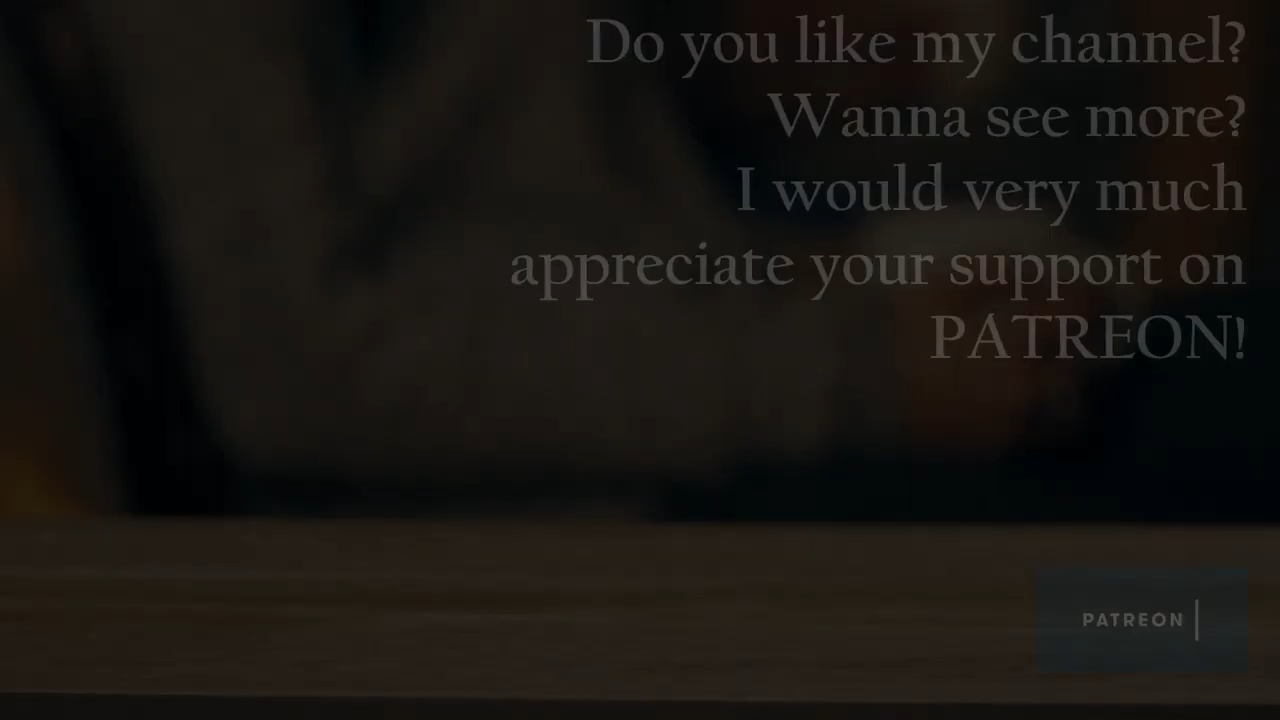 Do you like my channel?
Wanna see more?
I would very much
appreciate your support on
PATREON!
PATREON